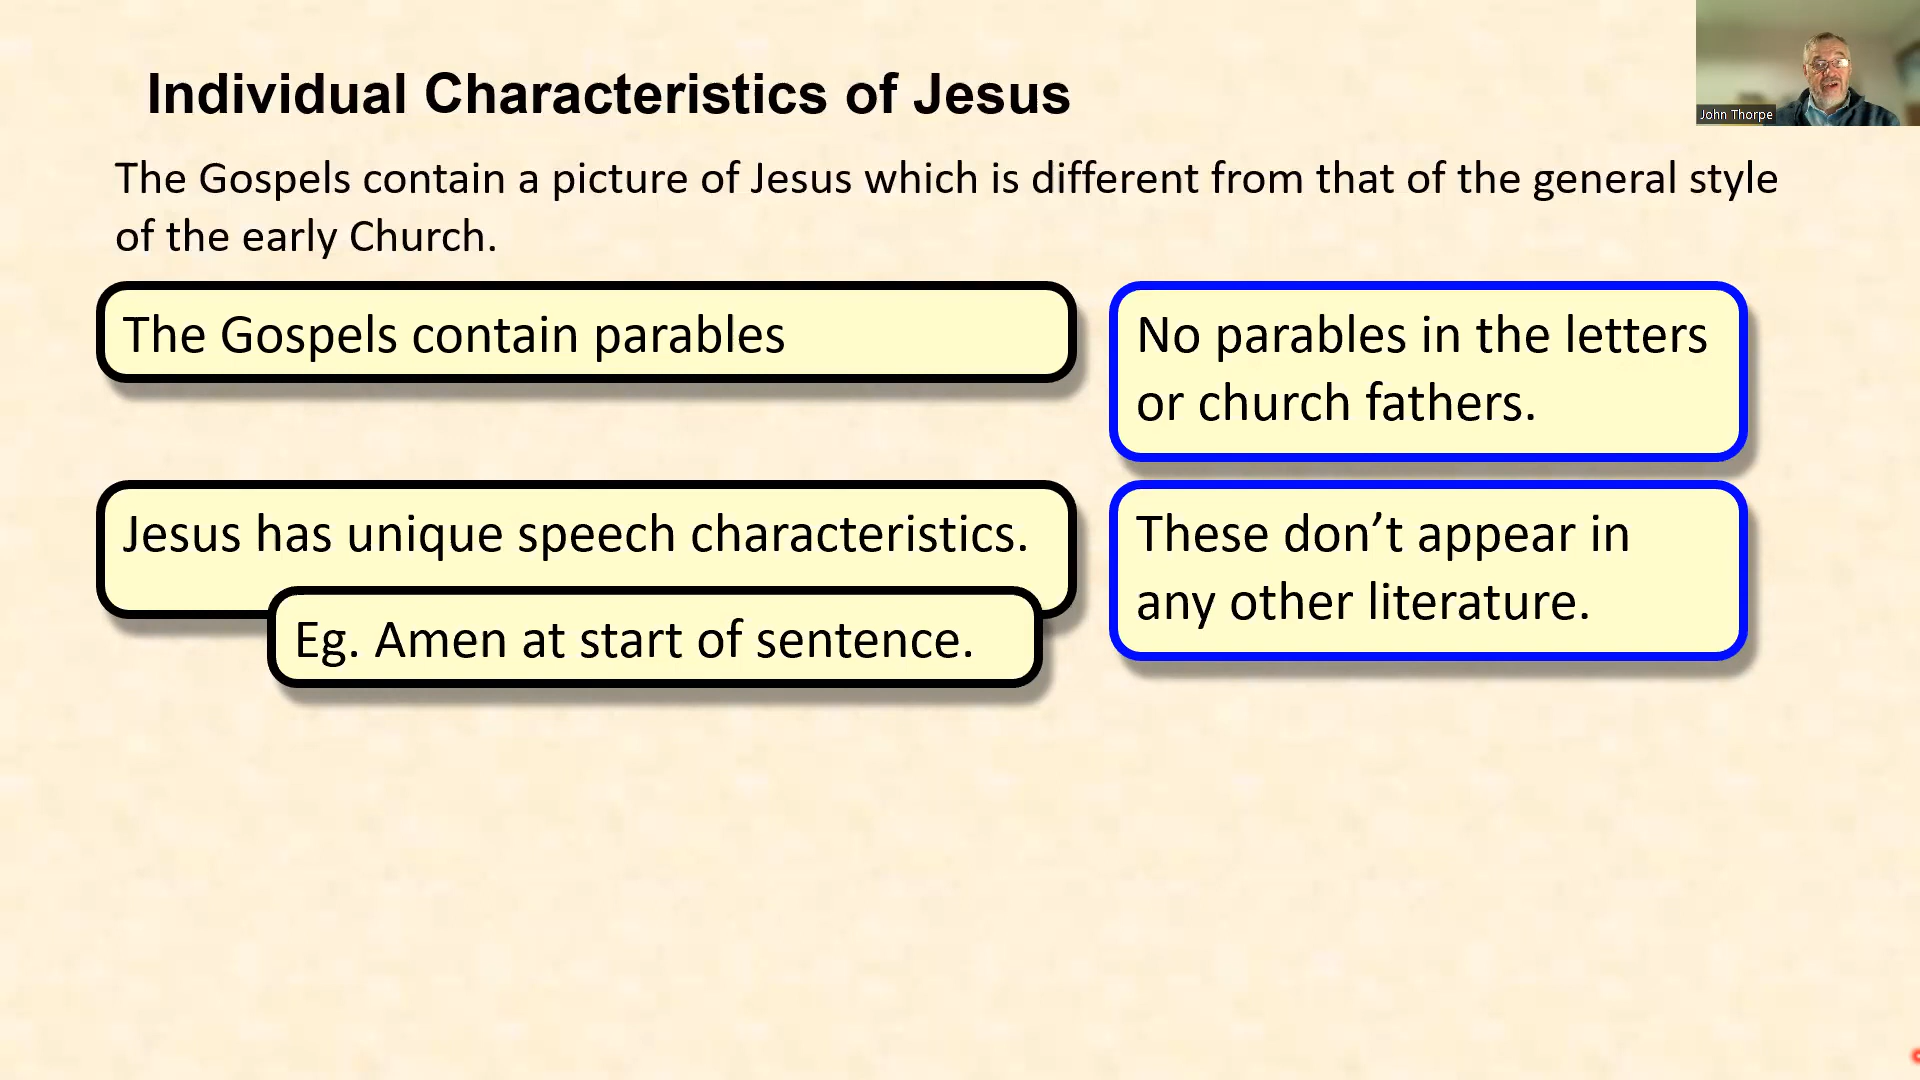 Individual Characteristics of Jesus
John Thorpe
The Gospels contain a picture of Jesus which is different from that of the general style
of the early Church.
The Gospels contain parables
No parables in the letters
or church fathers.
Jesus has unique speech characteristics.
Eg. Amen at start of sentence.
These don’t appear in
any other literature.